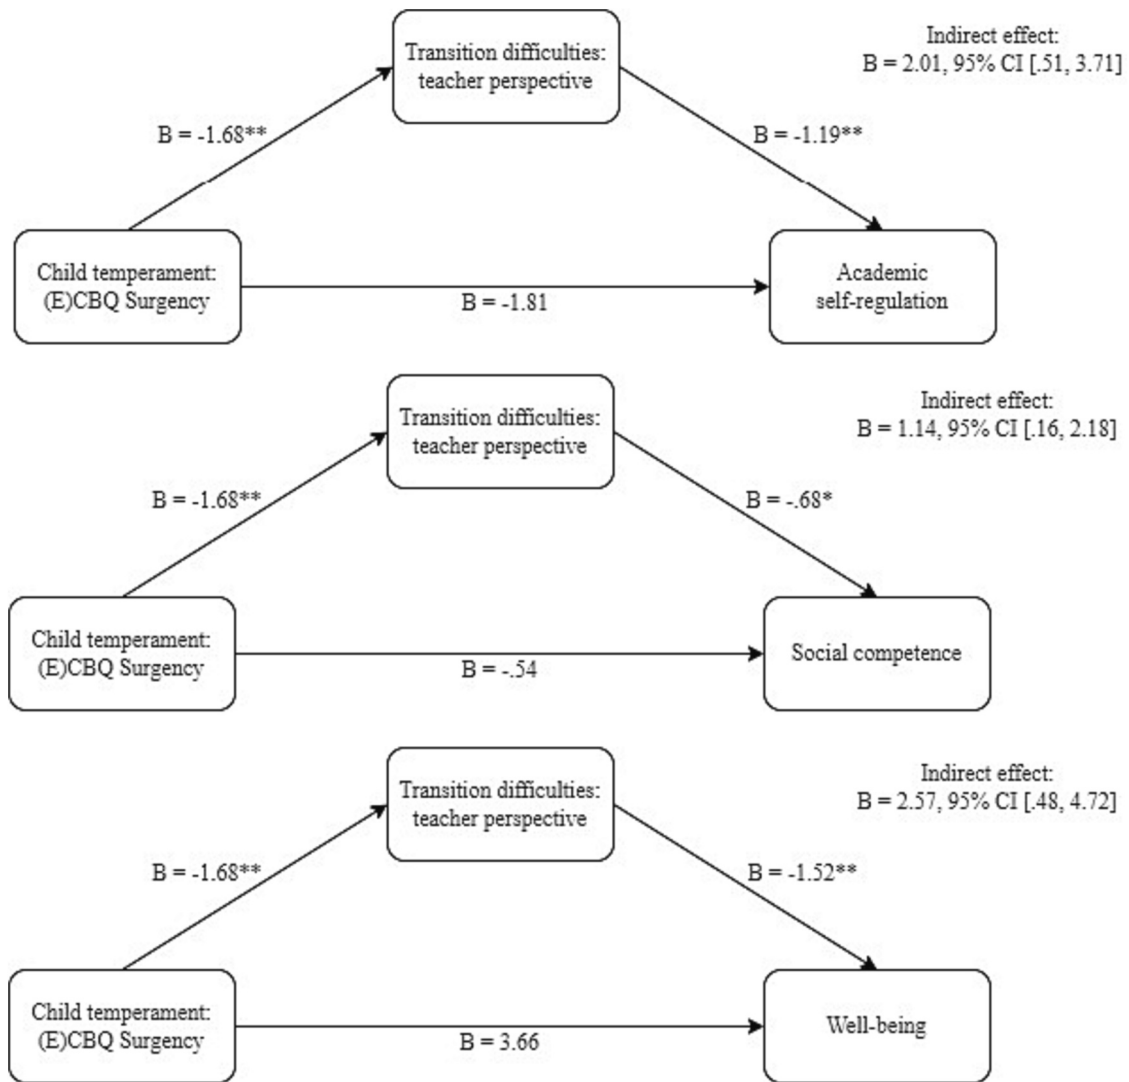 Transition difficulties:
teacher perspective
Indirect effect:
B = 2.01, 95% CI [.51, 3.71]
B = -1.68**
B = -1.19**
Child temperament:
(E)CBQ Surgency
B = -1.81
Academic
self-regulation
Transition difficulties:
teacher perspective
Indirect effect:
B = 1.14, 95% CI [.16, 2.18]
B = -1.68**
B = -.68*
Child temperament:
(E)CBQ Surgency
B = -.54
Social competence
Transition difficulties:
teacher perspective
Indirect effect:
B = 2.57, 95% CI [.48, 4.72]
B = -1.68**
B = -1.52**
Child temperament:
(E)CBQ Surgency
B = 3.66
Well-being